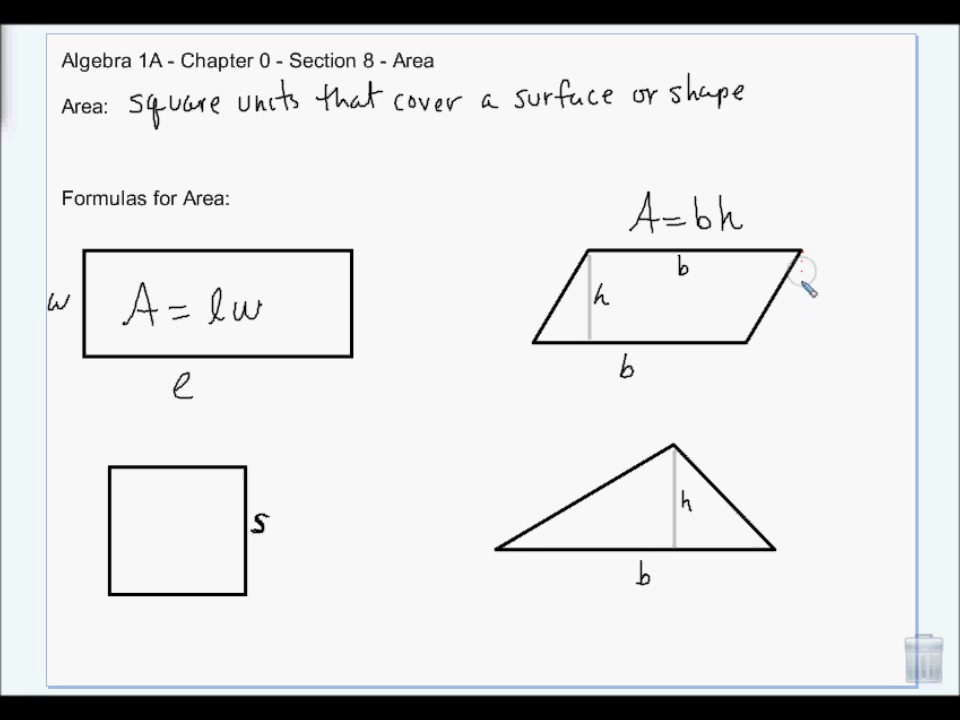 Algebra 1A - Chapter 0 - Section 8 - Area
Area: square units that cover a surface or shape
Formulas for Area:
A = bh
b
w
A = lw
h
l
b
s
h
b